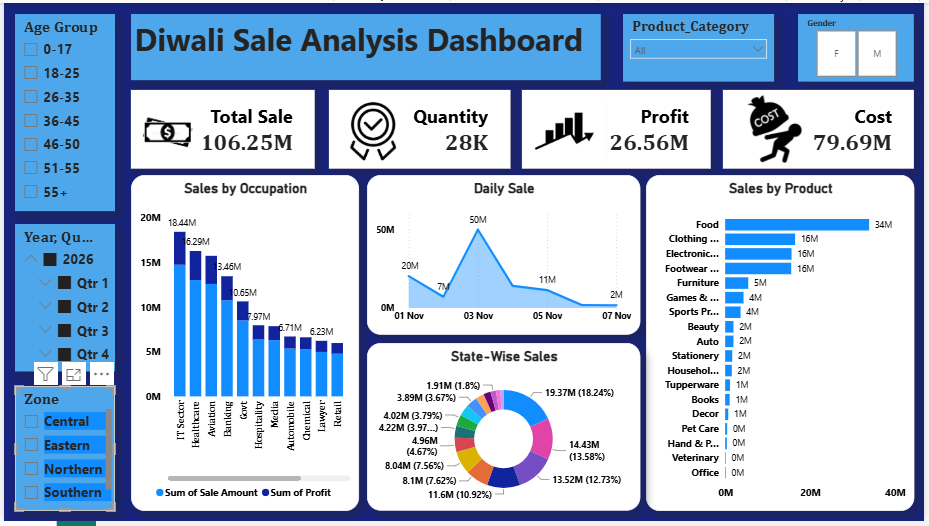 Age Group
0-17
18-25
26-35
36-45
46-50
51-55
55+
Year, Qu...
2026
Qtr 1
Qtr 2
Qtr 3
Qtr 4
Zone
Central
Eastern
Northern
Southern
Diwali Sale Analysis Dashboard
Product_Category
All
Gender
F
M
Total Sale
106.25M
Quantity
28K
Profit
26.56M
COST
Cost
79.69M
Sales by Occupation
20M
15M
10M
5M
0M
18.44M
16.29M
13.46M
10.65M
7.97M
6.71M
6.23M
IT Sector
Healthcare
Aviation
Banking
Govt
Hospitality
Media
Automobile
Chemical
Lawyer
Retail
Sum of Sale Amount
Sum of Profit
Daily Sale
50M
0M
20M
7M
50M
11M
2M
01 Nov
03 Nov
05 Nov
07 Nov
State-Wise Sales
19.37M (18.24%)
14.43M
(13.58%)
13.52M (12.73%)
11.6M (10.92%)
8.1M (7.62%)
8.04M (7.56%)
4.96M
(4.67%)
4.22M (3.97...)
4.02M (3.79%)
3.89M (3.67%)
1.91M (1.8%)
Sales by Product
Food 34M
Clothing ... 16M
Electronic... 16M
Footwear ... 16M
Furniture 5M
Games & ... 4M
Sports Pr... 4M
Beauty 2M
Auto 2M
Stationery 2M
Househol... 2M
Tupperware 1M
Books 1M
Decor 1M
Pet Care 0M
Hand & P... 0M
Veterinary 0M
Office 0M
0M 20M 40M